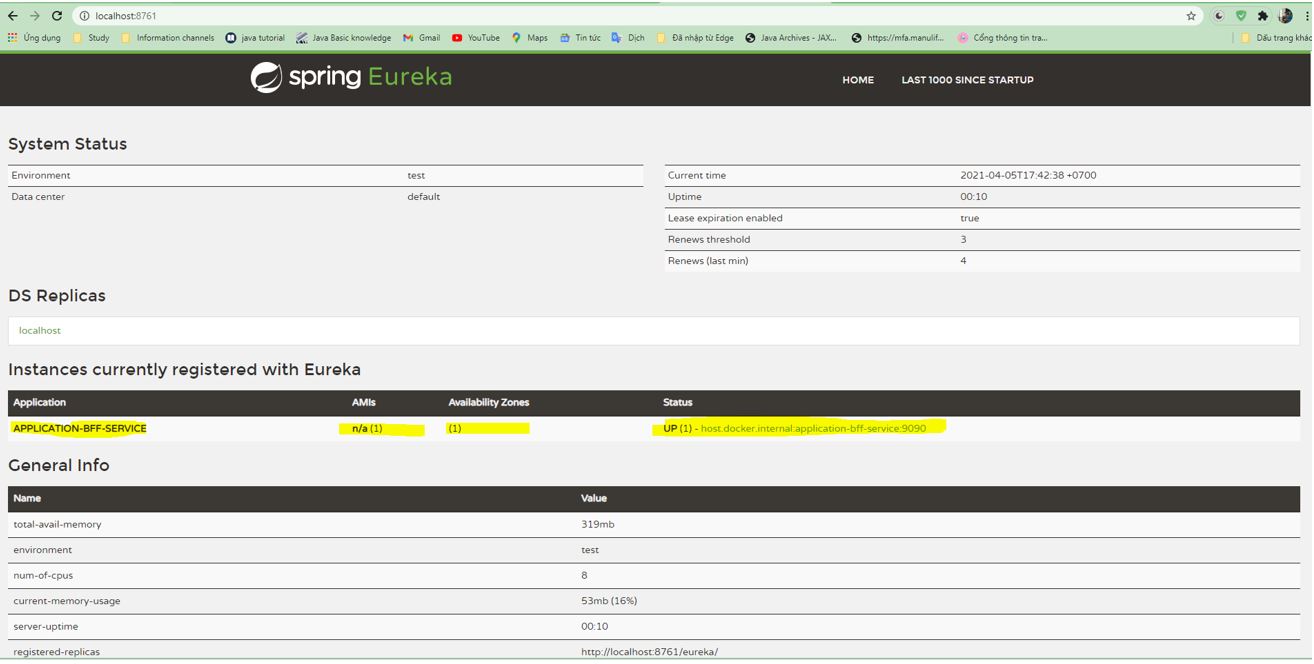 localhost:8761
Ứng dụng Study Information channels java tutorial Java Basic knowledge Gmail YouTube Maps Tin tức Dịch Đã nhập từ Edge Java Archives - JAX... https://mfa.manulif... Cổng thông tin tra... Dấu trang khác
spring Eureka HOME LAST 1000 SINCE STARTUP
System Status
Environment test Current time 2021-04-05T17:42:38 +0700
Data center default Uptime 00:10
Lease expiration enabled true
Renews threshold 3
Renews (last min) 4
DS Replicas
localhost
Instances currently registered with Eureka
Application AMIs Availability Zones Status
APPLICATION-BFF-SERVICE n/a (1) (1) UP (1) - host.docker.internal:application-bff-service:9090
General Info
Name Value
total-avail-memory 319mb
environment test
num-of-cpus 8
current-memory-usage 53mb (16%)
server-uptime 00:10
registered-replicas http://localhost:8761/eureka/